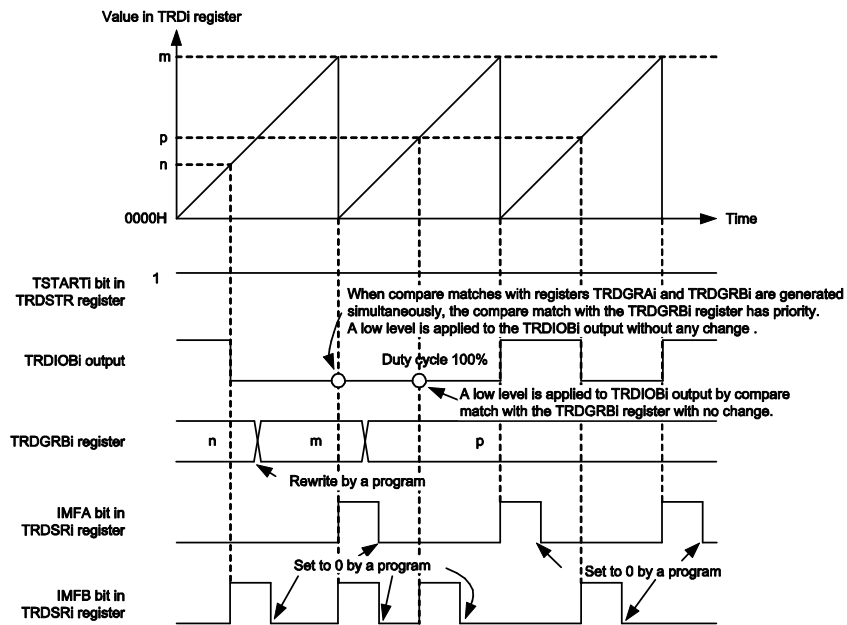 Value in TRDi register
m
p
n
0000H
Time
TSTARTi bit in
TRDSTR register
1
When compare matches with registers TRDGRAi and TRDGRBi are generated
simultaneously, the compare match with the TRDGRBi register has priority.
A low level is applied to the TRDIOBi output without any change .
TRDIOBi output
Duty cycle 100%
A low level is applied to TRDIOBi output by compare
match with the TRDGRBi register with no change.
TRDGRBi register
n
m
p
Rewrite by a program
IMFA bit in
TRDSRi register
Set to 0 by a program
Set to 0 by a program
IMFB bit in
TRDSRi register